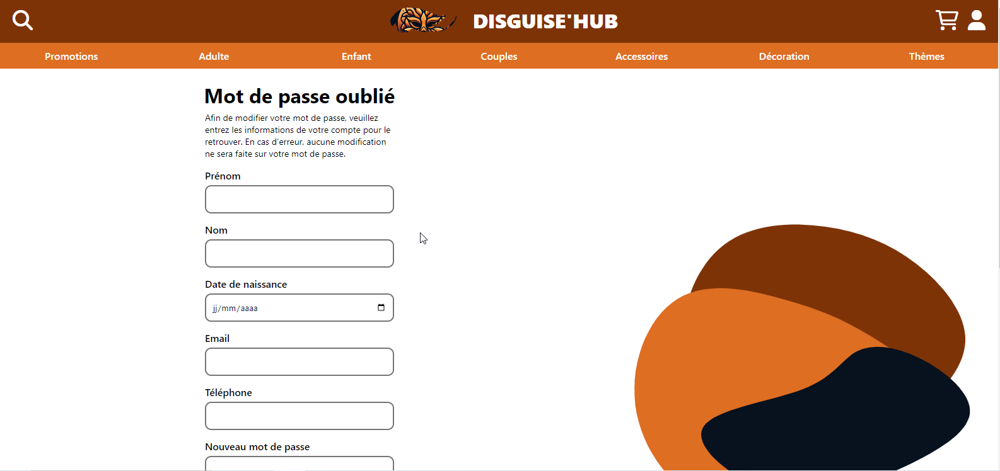 DISGUISE'HUB
Promotions
Adulte
Enfant
Couples
Accessoires
Décoration
Thèmes
Mot de passe oublié
Afin de modifier votre mot de passe, veuillez
entrez les informations de votre compte pour le
retrouver. En cas d'erreur, aucune modification
ne sera faite sur votre mot de passe.
Prénom
Nom
Date de naissance
jj/mm/aaaa
Email
Téléphone
Nouveau mot de passe